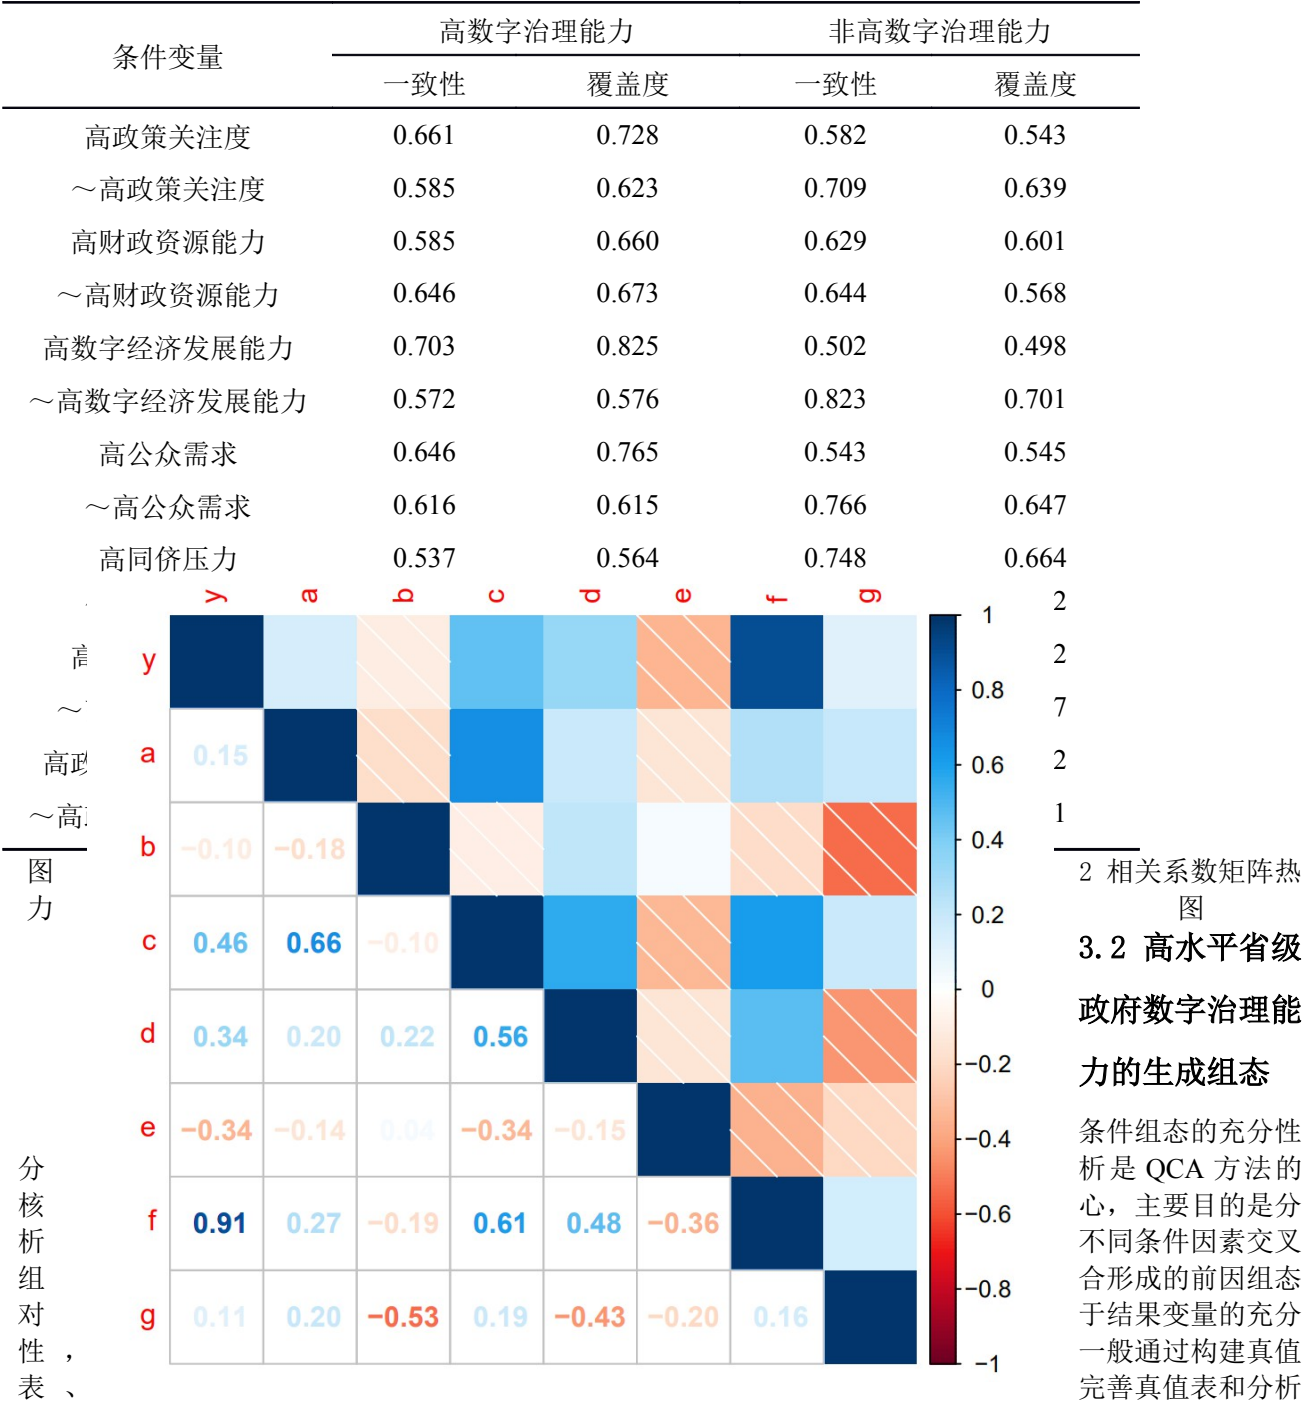 条件变量 高数字治理能力 非高数字治理能力
一致性 覆盖度 一致性 覆盖度
高政策关注度 0.661 0.728 0.582 0.543
～高政策关注度 0.585 0.623 0.709 0.639
高财政资源能力 0.585 0.660 0.629 0.601
～高财政资源能力 0.646 0.673 0.644 0.568
高数字经济发展能力 0.703 0.825 0.502 0.498
～高数字经济发展能力 0.572 0.576 0.823 0.701
高公众需求 0.646 0.765 0.543 0.545
～高公众需求 0.616 0.615 0.766 0.647
高同侪压力 0.537 0.564 0.748 0.664
2
2
～ 7
高政 2
～高 1
y a b c d e f g
y
a 0.15
b −0.10 −0.18
c 0.46 0.66 −0.10
d 0.34 0.20 0.22 0.56
e −0.34 −0.14 0.04 −0.34 −0.15
f 0.91 0.27 −0.19 0.61 0.48 −0.36
g 0.11 0.20 −0.53 0.19 −0.43 −0.20 0.16
1
0.8
0.6
0.4
0.2
0
−0.2
−0.4
−0.6
−0.8
−1
图 2 相关系数矩阵热
力 图
3.2 高水平省级
政府数字治理能
力的生成组态
条件组态的充分性
分 析是 QCA 方法的
核 心，主要目的是分
析 不同条件因素交叉
组 合形成的前因组态
对 于结果变量的充分
性， 一般通过构建真值
表、 完善真值表和分析